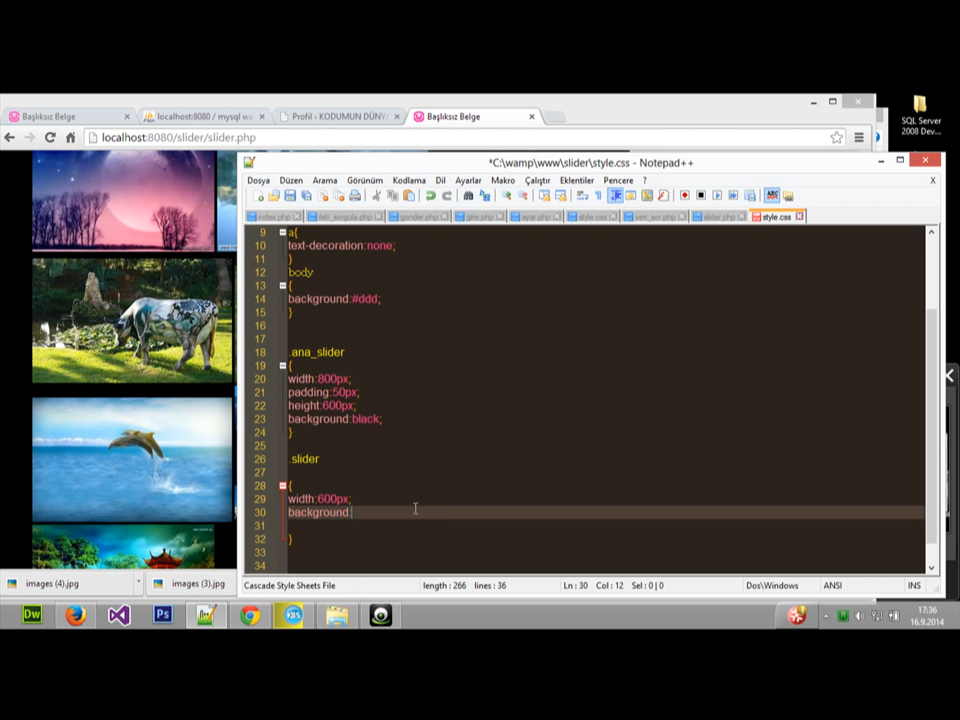 Başlıksız Belge
localhost:8080 / mysql wa
Profil ‹ KODUMUN DÜNY
Başlıksız Belge
localhost:8080/slider/slider.php
SQL Server
2008 Dev...
*C:\wamp\www\slider\style.css - Notepad++
Dosya Düzen Arama Görünüm Kodlama Dil Ayarlar Makro Çalıştır Eklentiler Pencere ? X
index.php gonder.php giris.php ayar.php style.css veri_sor.php slider.php style.css
9 a{
10 text-decoration:none;
11 }
12 body
13 {
14 background:#ddd;
15 }
16
17
18 .ana_slider
19 {
20 width:800px;
21 padding:50px;
22 height:600px;
23 background:black;
24 }
25
26 .slider
27
28 {
29 width:600px;
30 background:
31
32 }
33
34
images (4).jpg
images (3).jpg
Cascade Style Sheets File length : 266 lines : 36 Ln : 30 Col : 12 Sel : 0 | 0 Dos\Windows ANSI INS
Dw
Ps
BS
17:36
16.9.2014